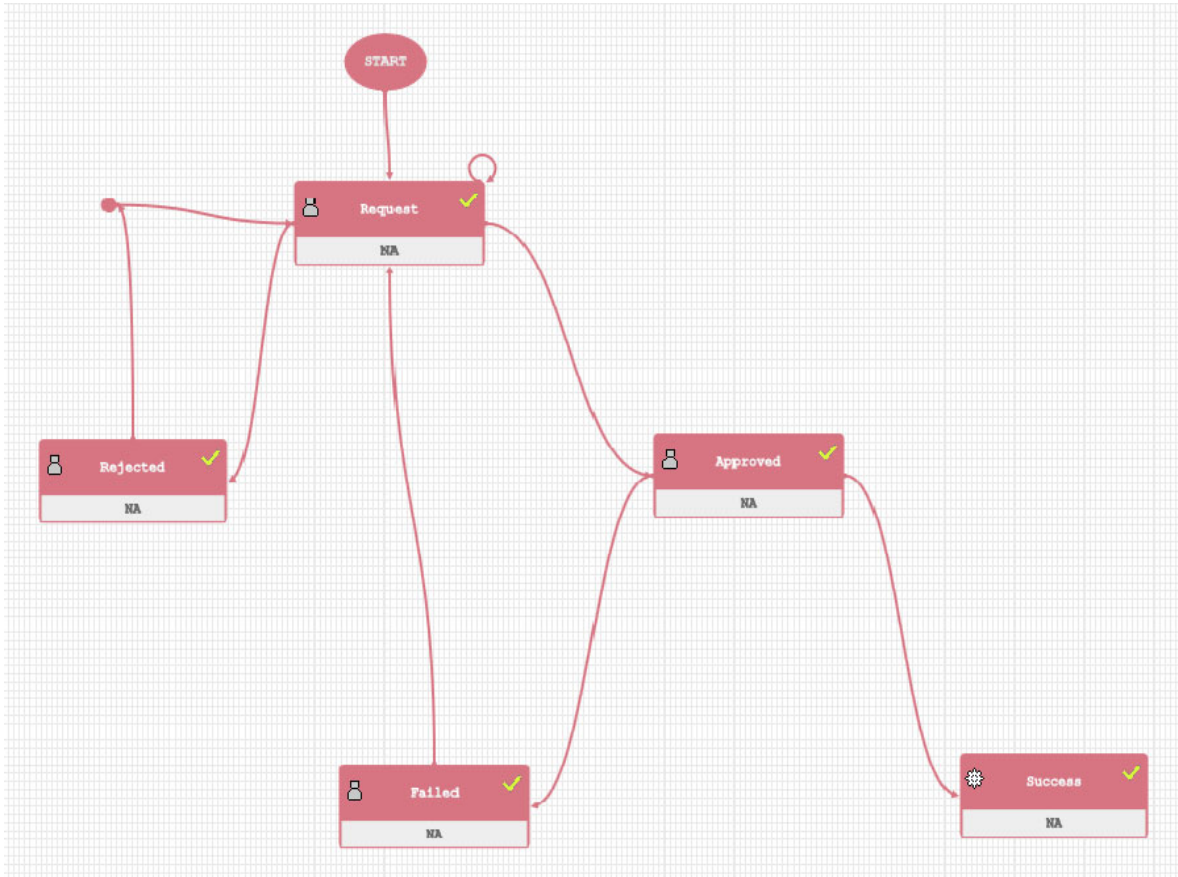 START
Request
NA
Rejected
NA
Approved
NA
Failed
NA
Success
NA